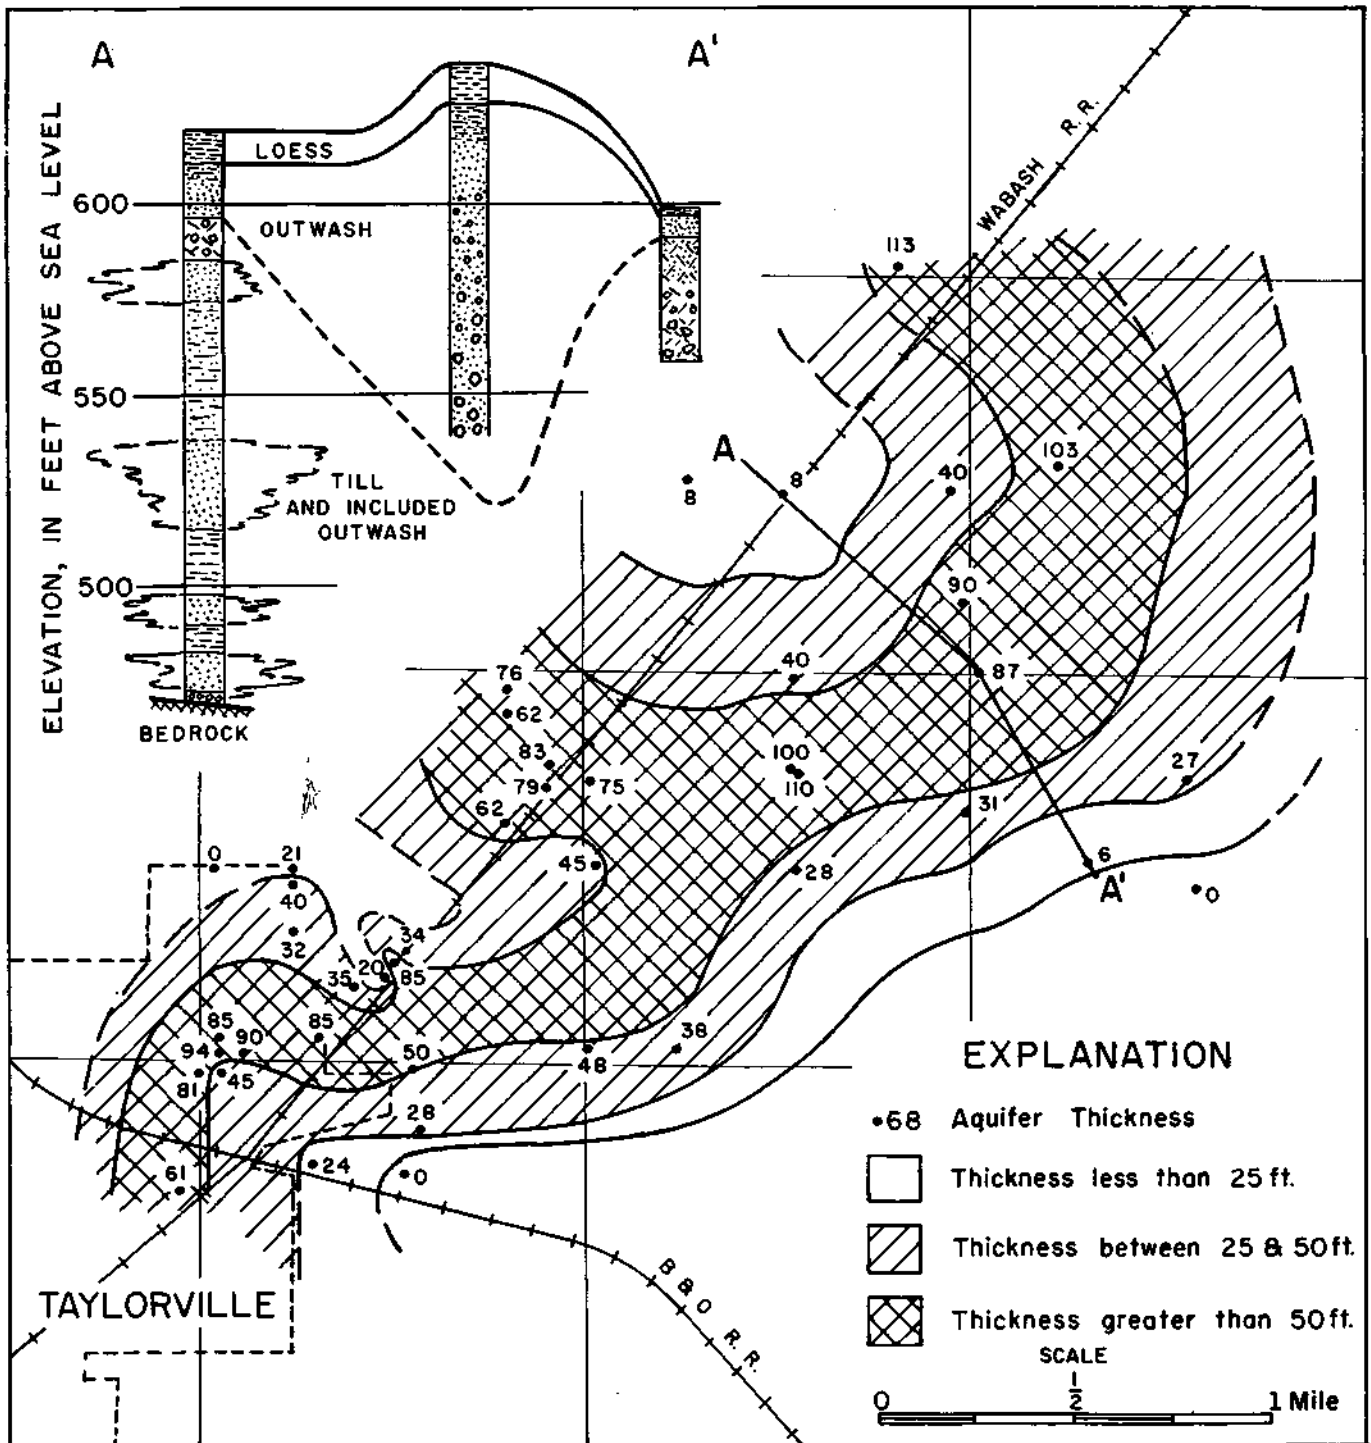 A
A'
ELEVATION, IN FEET ABOVE SEA LEVEL
LOESS
600
OUTWASH
550
TILL
AND INCLUDED
OUTWASH
500
BEDROCK
WABASH R. R.
113
103
A
8
8
40
90
40
87
76
62
83
79
75
100
110
62
27
31
45
28
6
A'
0
0
21
40
32
34
20
85
35
85
90
85
94
50
48
38
81
45
28
24
0
61
TAYLORVILLE
B & O R. R.
EXPLANATION
68 Aquifer Thickness
Thickness less than 25 ft.
Thickness between 25 & 50 ft.
Thickness greater than 50 ft.
SCALE
0 1/2 1 Mile